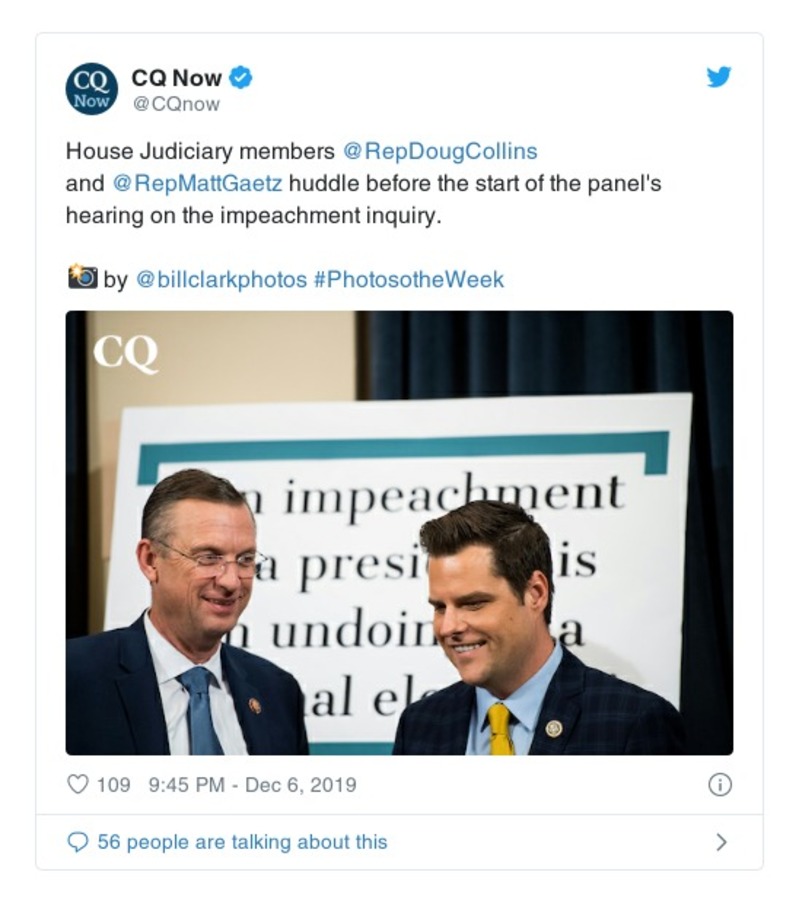 CQ
Now
CQ Now
@CQnow
House Judiciary members @RepDougCollins
and @RepMattGaetz huddle before the start of the panel's
hearing on the impeachment inquiry.
by @billclarkphotos #PhotosotheWeek
CQ
n impeachment
a presi is
n undoin a
nal ele
109 9:45 PM - Dec 6, 2019
56 people are talking about this